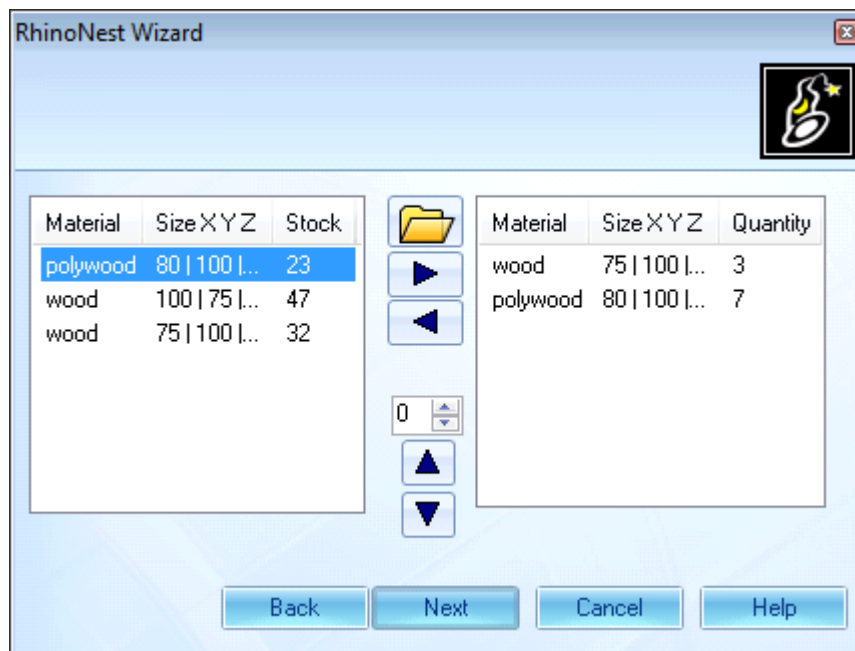 RhinoNest Wizard
Material Size X Y Z Stock
polywood 80 | 100 |... 23
wood 100 | 75 |... 47
wood 75 | 100 |... 32
0
Material Size X Y Z Quantity
wood 75 | 100 |... 3
polywood 80 | 100 |... 7
Back Next Cancel Help